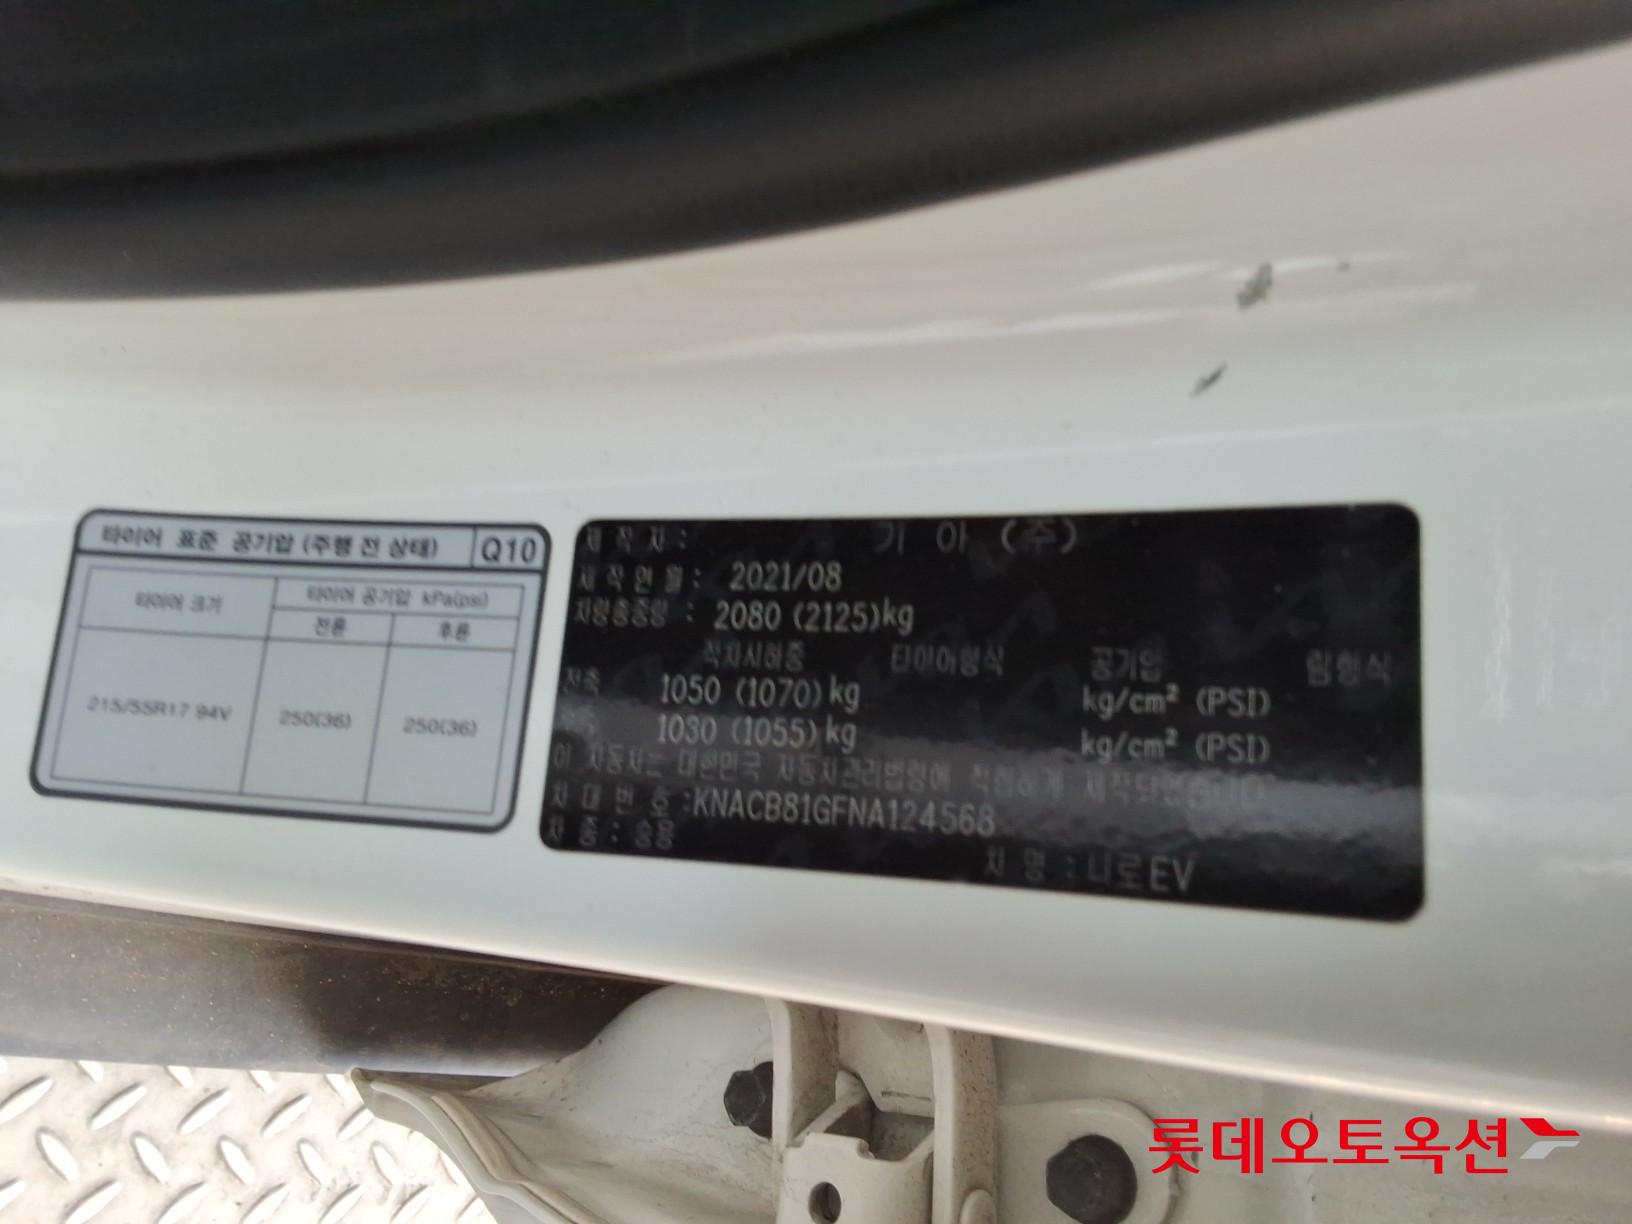 타이어 표준 공기압 (주행 전 상태) Q10
타이어 크기 타이어 공기압 kPa(psi)
전륜 후륜
215/55R17 94V 250(36) 250(36)
제작자: 기아 (주)
제작연월: 2021/08
차량총중량: 2080 (2125)kg
적차시하중 타이어형식 공기압 림형식
전축 1050 (1070)kg kg/cm² (PSI)
1030 (1055)kg kg/cm² (PSI)
이 자동차는 대한민국 자동차관리법령에 적합하게 제작되었습니다
차대번호:KNACB81GFNA124568
차종:승용
차명:니로EV
롯데오토옥션